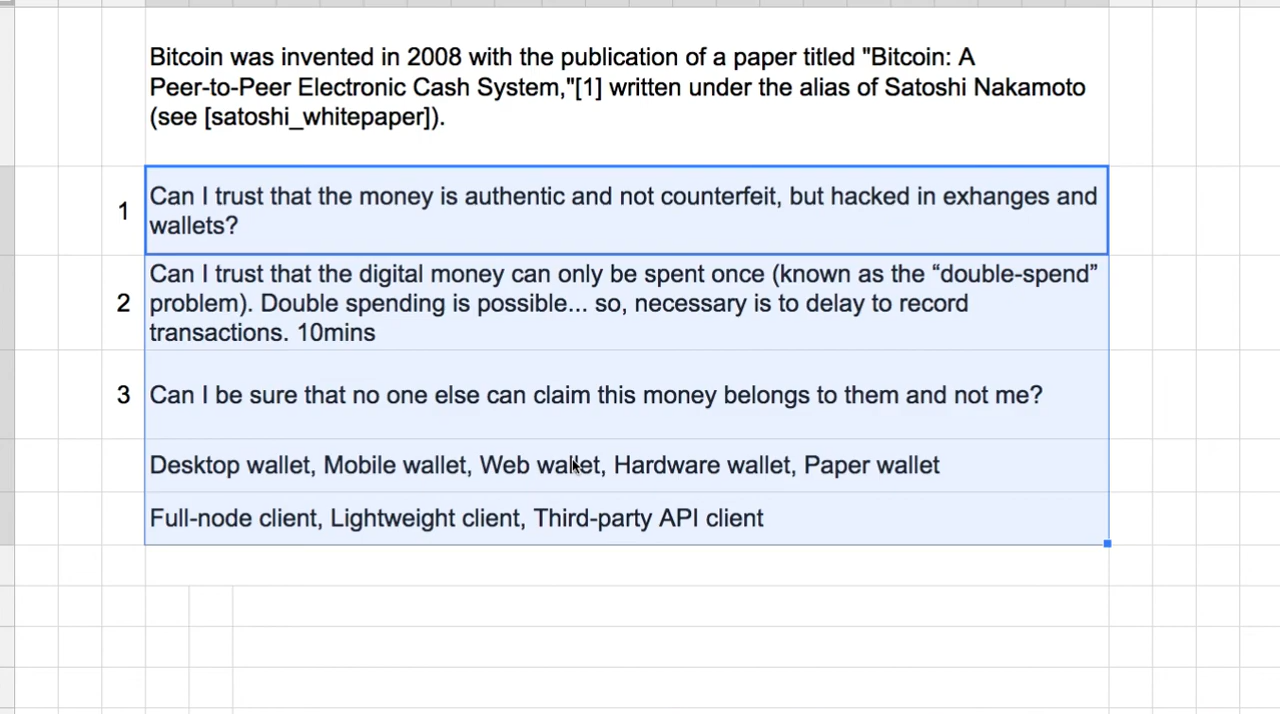 Bitcoin was invented in 2008 with the publication of a paper titled "Bitcoin: A
Peer-to-Peer Electronic Cash System,"[1] written under the alias of Satoshi Nakamoto
(see [satoshi_whitepaper]).
1 Can I trust that the money is authentic and not counterfeit, but hacked in exhanges and
wallets?
Can I trust that the digital money can only be spent once (known as the “double-spend”
2 problem). Double spending is possible... so, necessary is to delay to record
transactions. 10mins
3 Can I be sure that no one else can claim this money belongs to them and not me?
Desktop wallet, Mobile wallet, Web wallet, Hardware wallet, Paper wallet
Full-node client, Lightweight client, Third-party API client